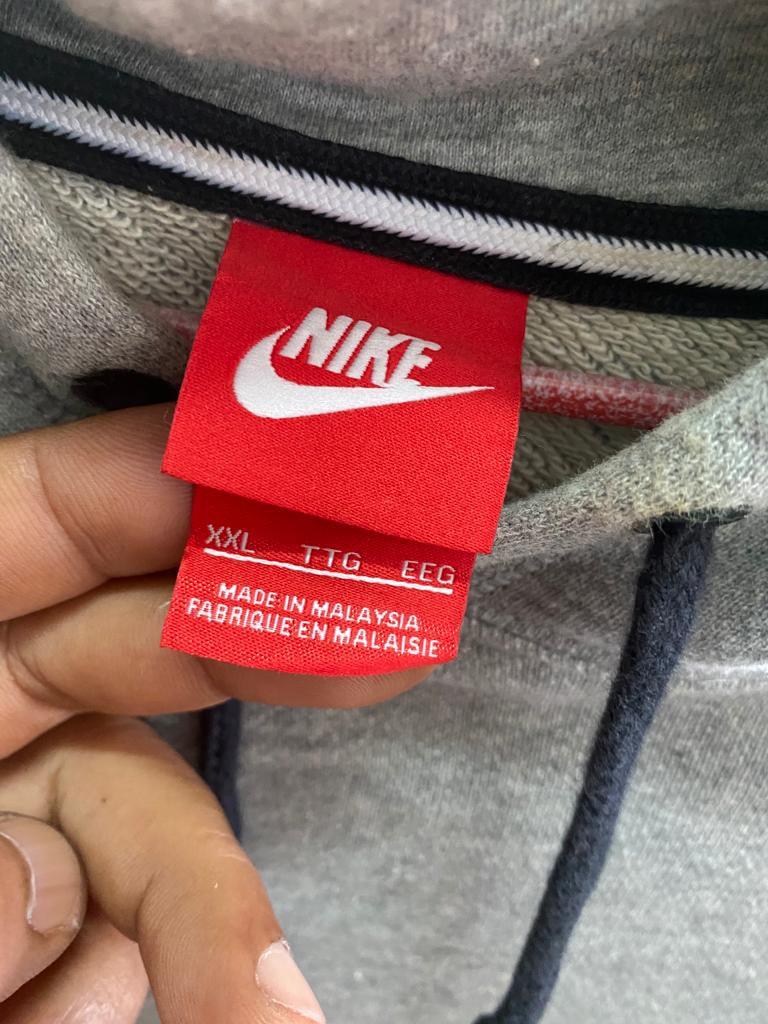 NIKE
XXL TTG EEG
MADE IN MALAYSIA
FABRIQUE EN MALAISIE